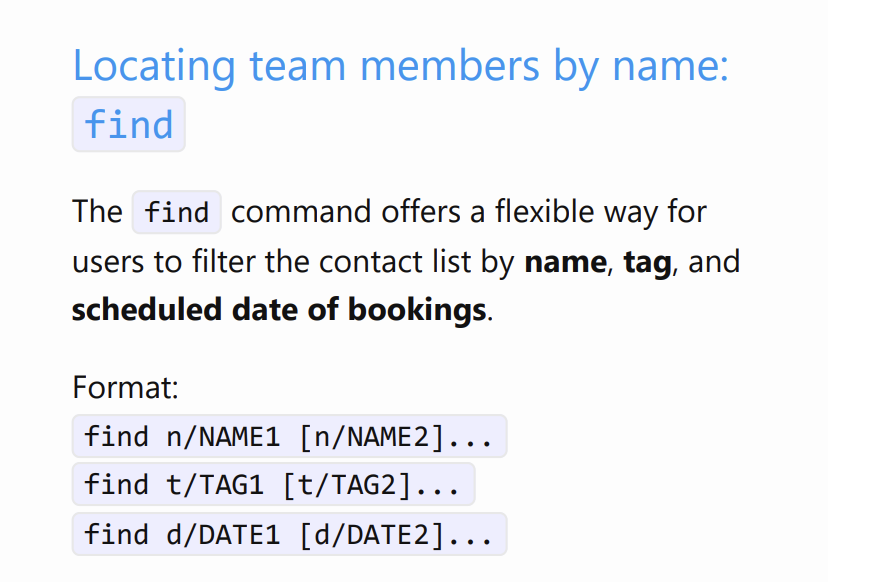 Locating team members by name:
find
The find command offers a flexible way for
users to filter the contact list by name, tag, and
scheduled date of bookings.
Format:
find n/NAME1 [n/NAME2]...
find t/TAG1 [t/TAG2]...
find d/DATE1 [d/DATE2]...